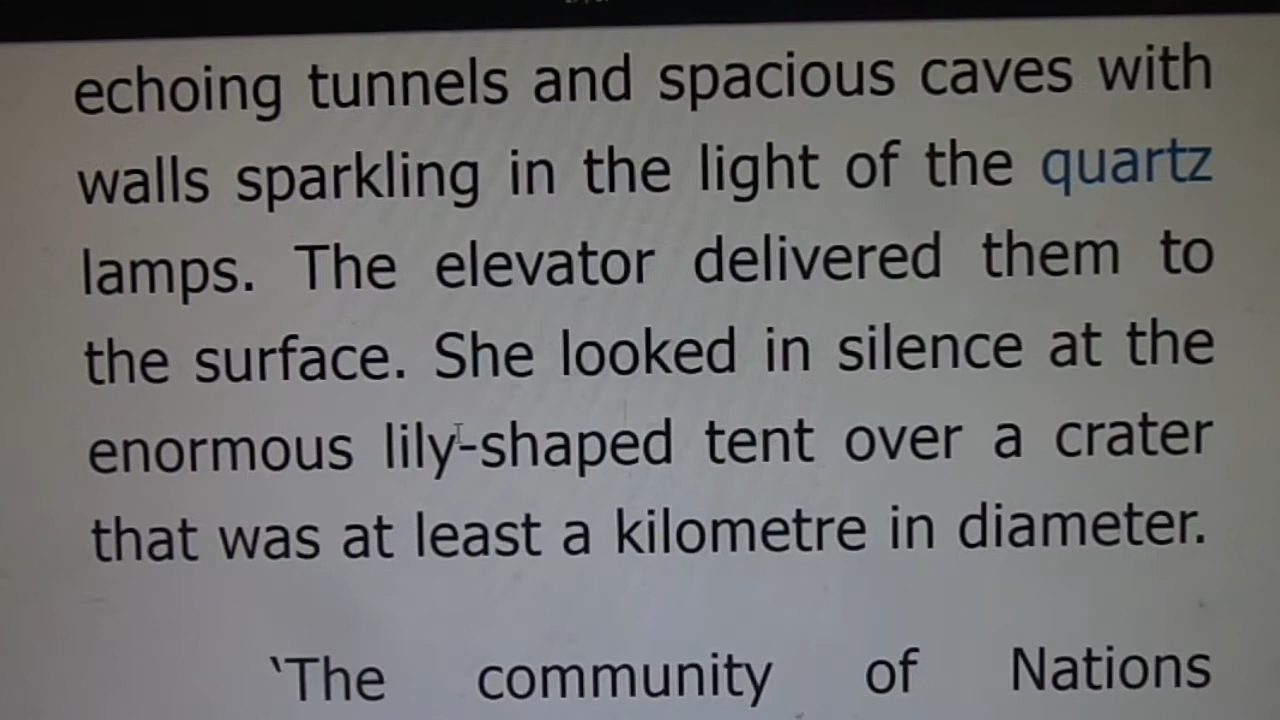 echoing tunnels and spacious caves with
walls sparkling in the light of the quartz
lamps. The elevator delivered them to
the surface. She looked in silence at the
enormous lily-shaped tent over a crater
that was at least a kilometre in diameter.
‘The community of Nations